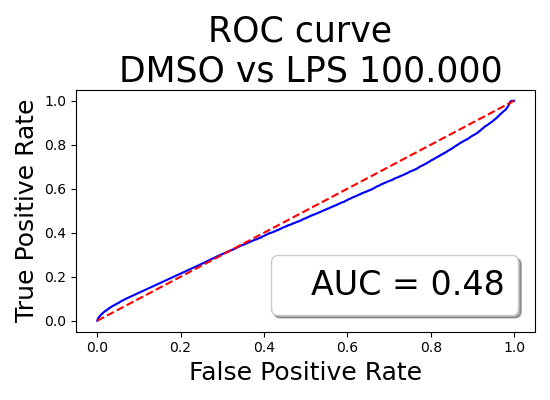 ROC curve
DMSO vs LPS 100.000
True Positive Rate
1.0
0.8
0.6
0.4
0.2
0.0
AUC = 0.48
0.0 0.2 0.4 0.6 0.8 1.0
False Positive Rate